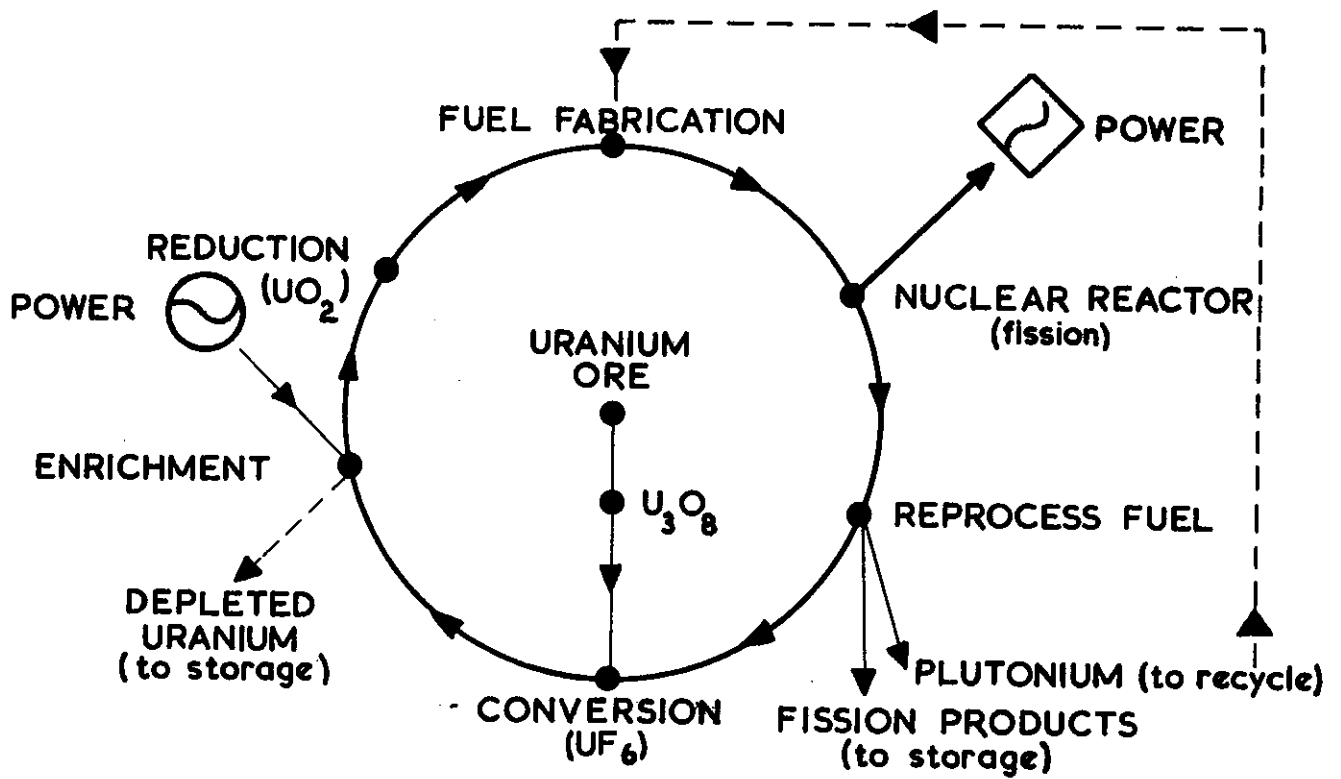 FUEL FABRICATION
POWER
REDUCTION
(UO₂)
POWER
NUCLEAR REACTOR
(fission)
URANIUM
ORE
ENRICHMENT
U₃O₈
REPROCESS FUEL
DEPLETED
URANIUM
(to storage)
PLUTONIUM (to recycle)
CONVERSION
(UF₆)
FISSION PRODUCTS
(to storage)